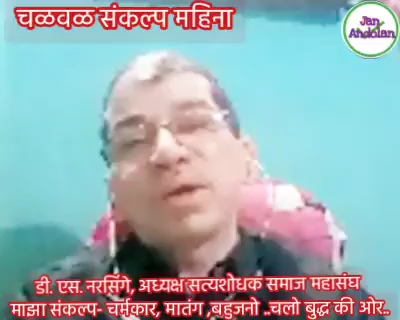 चळवळ संकल्प महिना
Jan
Andolan
डी. एस. नरसिंगे, अध्यक्ष सत्यशोधक समाज महासंघ
माझा संकल्प- चर्मकार, मातंग ,बहुजनो ..चलो बुद्ध की ओर..